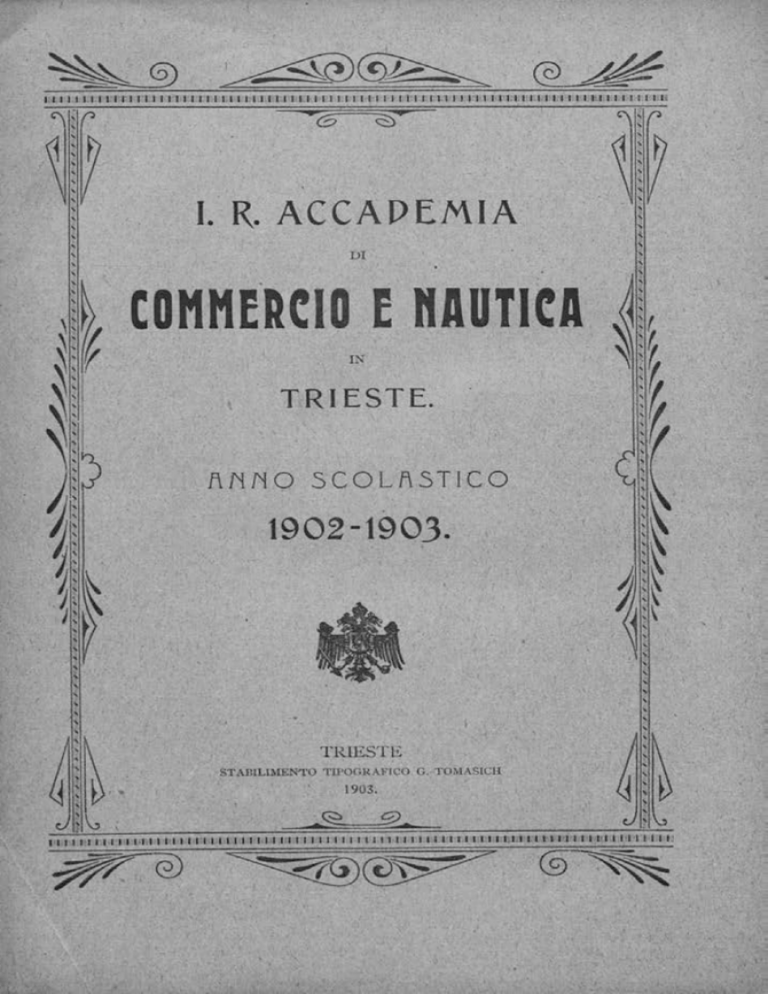 I. R. ACCADEMIA
DI
COMMERCIO E NAUTICA
IN
TRIESTE.
ANNO SCOLASTICO
1902-1903.
TRIESTE
STABILIMENTO TIPOGRAFICO G. TOMASICH
1903.